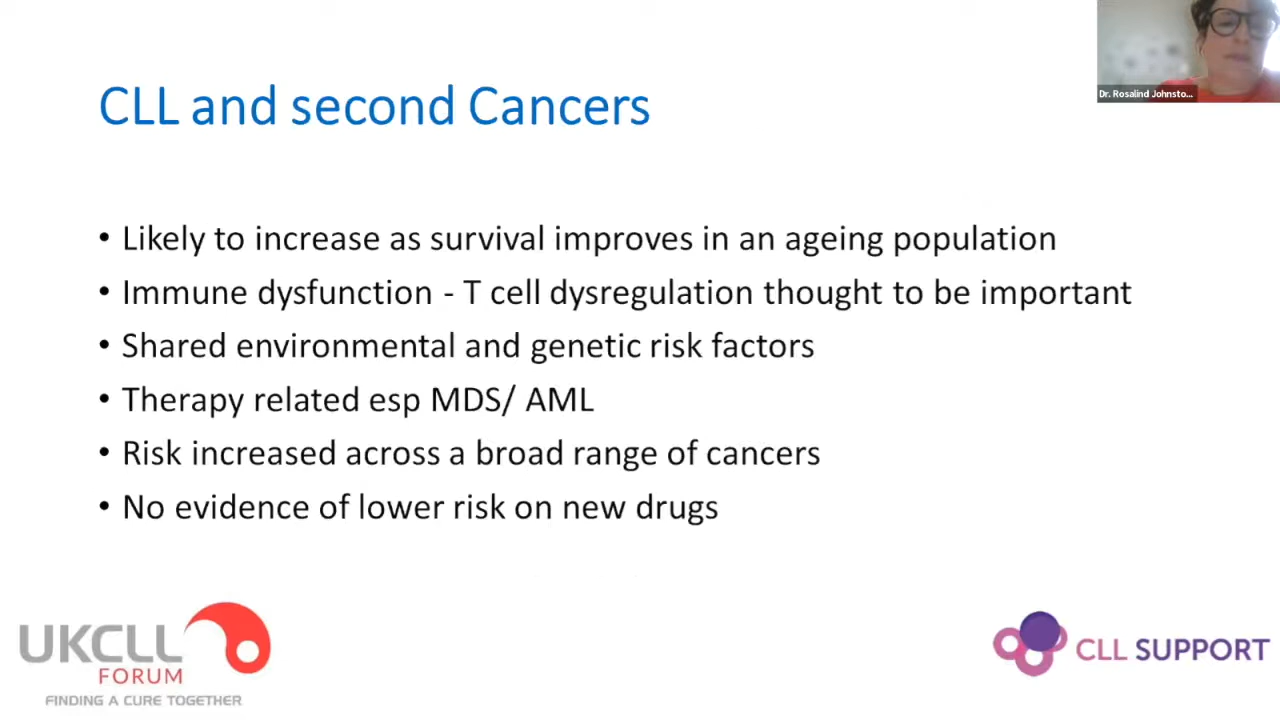 Dr. Rosalind Johnsto...
CLL and second Cancers
• Likely to increase as survival improves in an ageing population
• Immune dysfunction - T cell dysregulation thought to be important
• Shared environmental and genetic risk factors
• Therapy related esp MDS/ AML
• Risk increased across a broad range of cancers
• No evidence of lower risk on new drugs
UKCLL
FORUM
FINDING A CURE TOGETHER
CLL SUPPORT